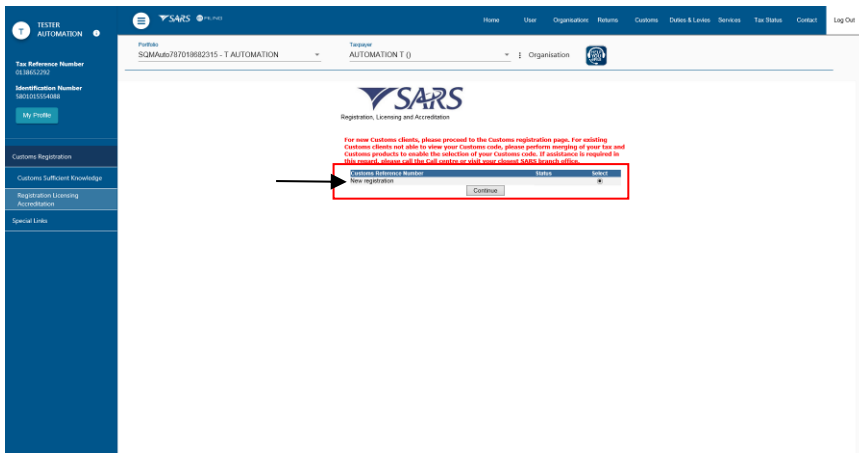 T
TESTER
AUTOMATION
Tax Reference Number
0138652292
Identification Number
5801015554088
My Profile
Customs Registration
Customs Sufficient Knowledge
Registration Licensing
Accreditation
Special Links
SARS eFILING
Home User Organisations Returns Customs Duties & Levies Services Tax Status Contact Log Out
Portfolio
SQMAuto787018682315 - T AUTOMATION
Taxpayer
AUTOMATION T ()
Organisation
SARS
Registration, Licensing and Accreditation
For new Customs clients, please proceed to the Customs registration page. For existing
Customs clients not able to view your Customs code, please perform merging of your tax and
Customs products to enable the selection of your Customs code. If assistance is required in
this regard, please call the Call centre or visit your closest SARS branch office.
Customs Reference Number Status Select
New registration
Continue